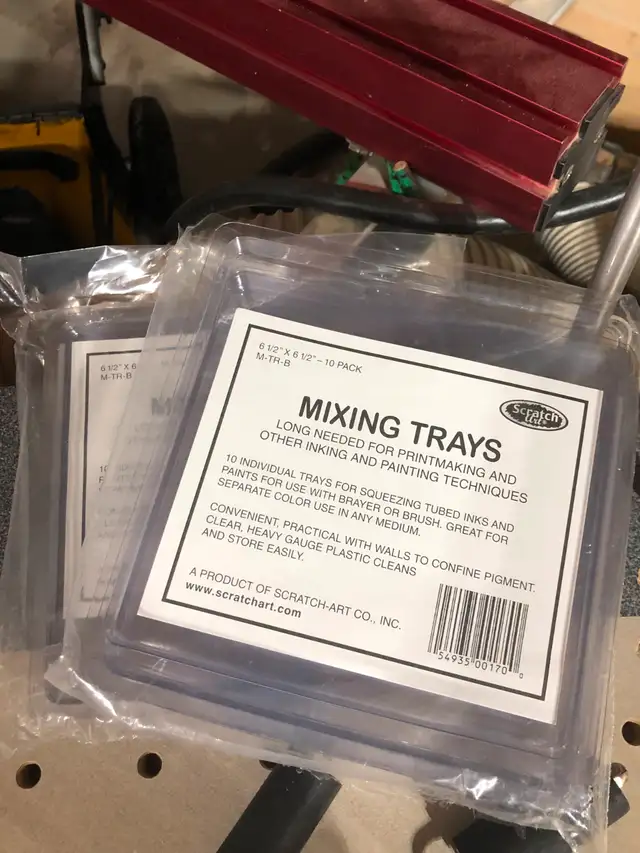 6 1/2" X 6 1/2" – 10 PACK
M-TR-B
Scratch
Art®
MIXING TRAYS
LONG NEEDED FOR PRINTMAKING AND
OTHER INKING AND PAINTING TECHNIQUES
10 INDIVIDUAL TRAYS FOR SQUEEZING TUBED INKS AND
PAINTS FOR USE WITH BRAYER OR BRUSH. GREAT FOR
SEPARATE COLOR USE IN ANY MEDIUM.
CONVENIENT, PRACTICAL WITH WALLS TO CONFINE PIGMENT.
CLEAR, HEAVY GAUGE PLASTIC CLEANS
AND STORE EASILY.
A PRODUCT OF SCRATCH-ART CO., INC.
www.scratchart.com
54935 00170 0
6 1/2" X 6
M-TR-B